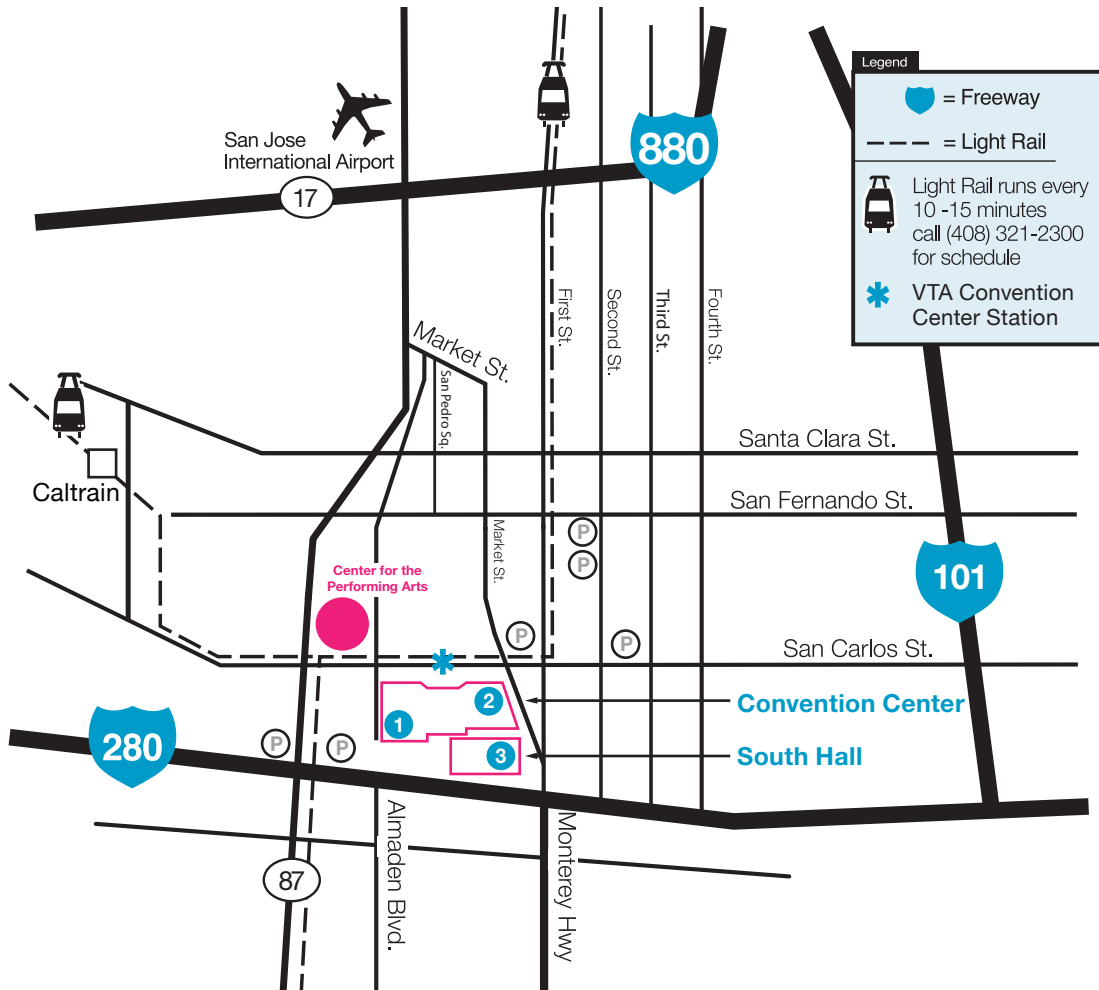 Legend
= Freeway
= Light Rail
Light Rail runs every
10 -15 minutes
call (408) 321-2300
for schedule
VTA Convention
Center Station
San Jose
International Airport
880
17
First St.
Second St.
Third St.
Fourth St.
Market St.
San Pedro Sq.
Santa Clara St.
Caltrain
San Fernando St.
Market St.
P
P
101
Center for the
Performing Arts
P
P
San Carlos St.
Convention Center
2
1
280
P
P
3
South Hall
Almaden Blvd.
Monterey Hwy
87